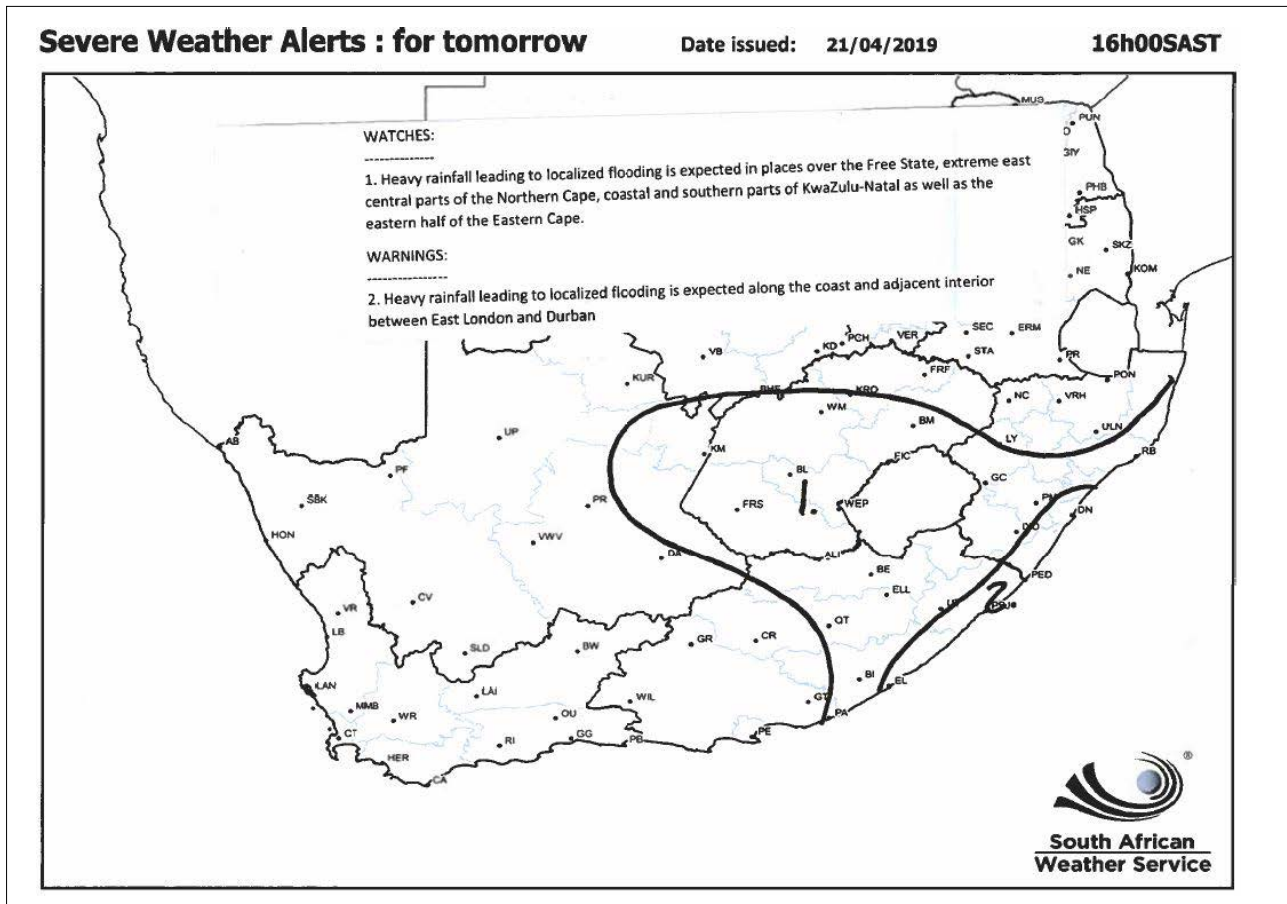 Severe Weather Alerts : for tomorrow Date issued: 21/04/2019 16h00SAST
WATCHES:
--------------
1. Heavy rainfall leading to localized flooding is expected in places over the Free State, extreme east
central parts of the Northern Cape, coastal and southern parts of KwaZulu-Natal as well as the
eastern half of the Eastern Cape.
WARNINGS:
----------------
2. Heavy rainfall leading to localized flooding is expected along the coast and adjacent interior
between East London and Durban
MUS
PUN
GIY
PHB
HSP
GK
SKZ
NE
KOM
SEC
ERM
VB
KD
PCH
VER
STA
PR
KUR
FRF
PON
KRO
NC
VRH
WM
UP
BM
ULN
AB
LY
KM
RB
PF
BL
GC
SBK
PR
FRS
1
WEP
DN
HON
VWV
DA
ALI
BE
PED
CV
ELL
2
VR
LB
QT
GR
CR
BW
SLD
BI
EL
LAN
LAI
WIL
GT
MMB
WR
OU
PA
CT
RI
GG
PB
PE
HER
CA
®
South African
Weather Service